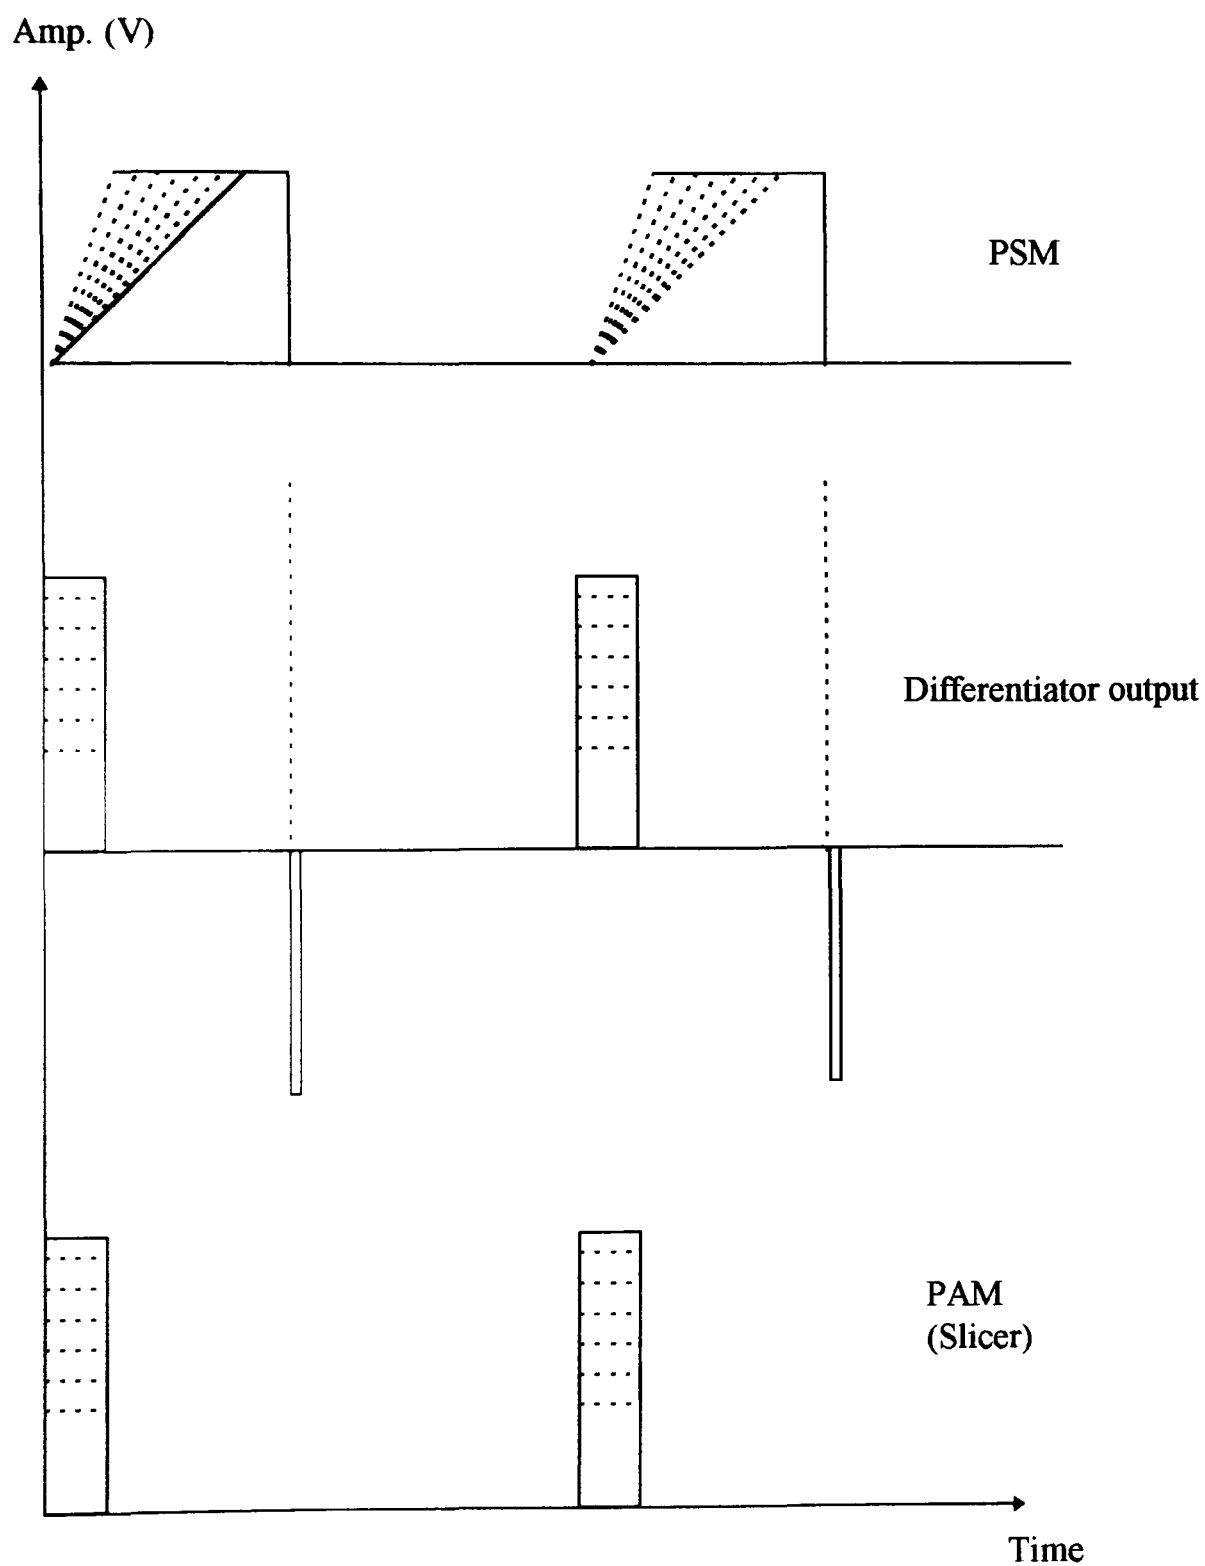 Amp. (V)
PSM
Differentiator output
PAM
(Slicer)
Time